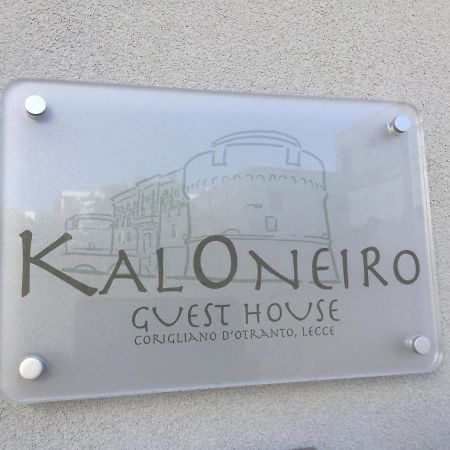 KALONEIRO
GUEST HOUSE
CORIGLIANO D'OTRANTO, LECCE